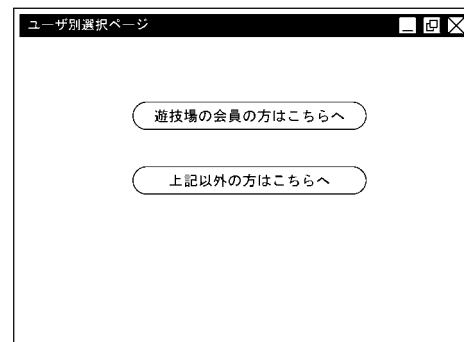 ユーザ別選択ページ
遊技場の会員の方はこちらへ
上記以外の方はこちらへ